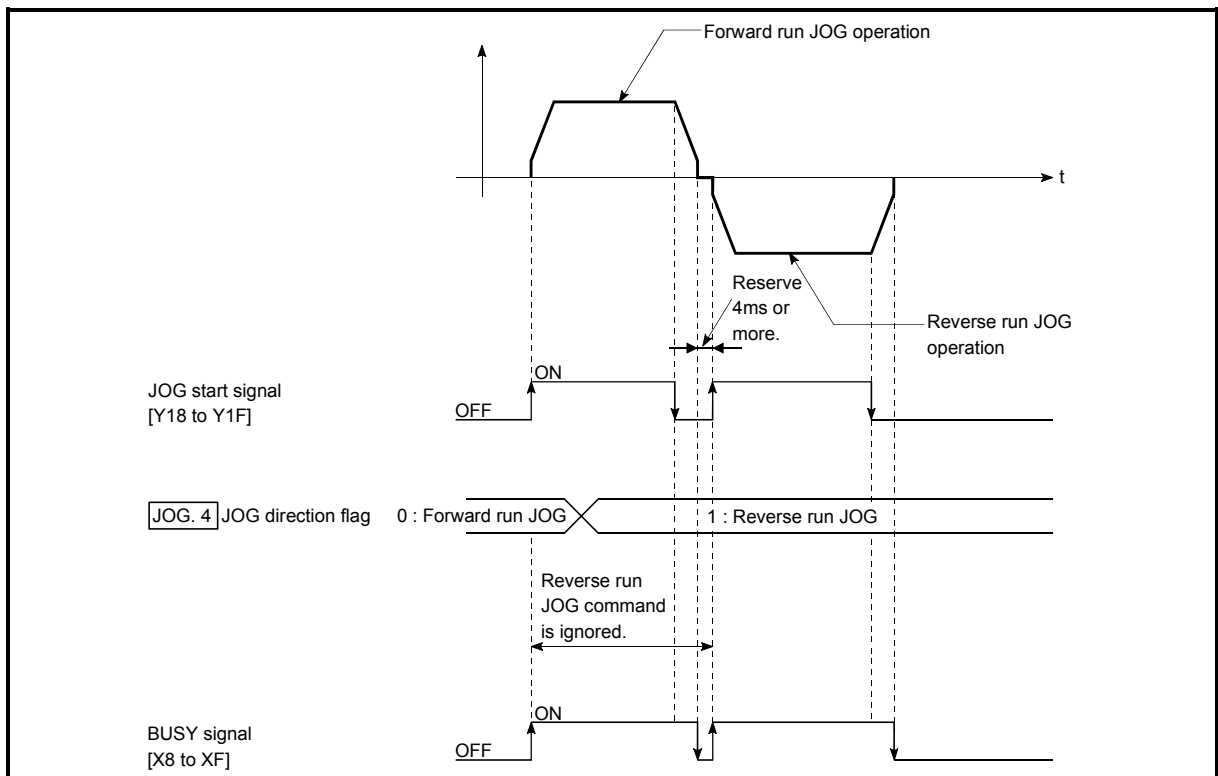 Forward run JOG operation
t
Reserve
4ms or
more.
Reverse run JOG
operation
ON
JOG start signal
[Y18 to Y1F]
OFF
JOG. 4 JOG direction flag 0 : Forward run JOG 1 : Reverse run JOG
Reverse run
JOG command
is ignored.
ON
BUSY signal
[X8 to XF]
OFF